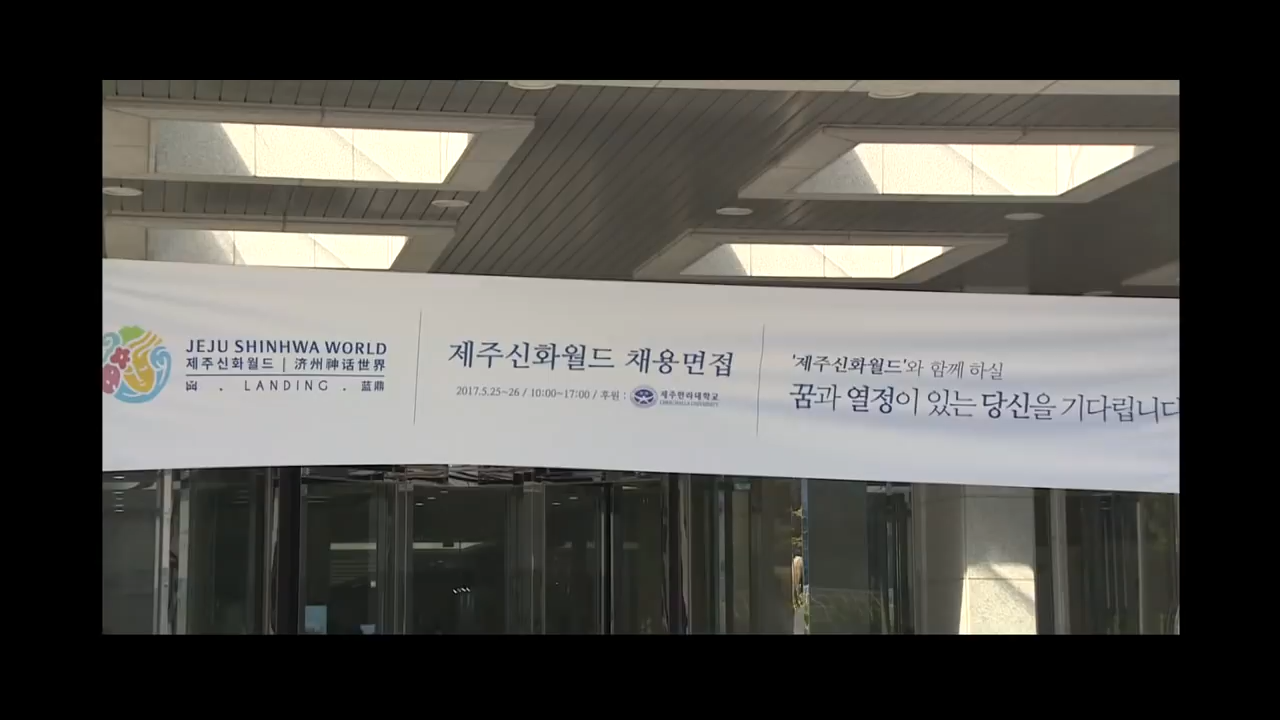 JEJU SHINHWA WORLD
제주신화월드 | 济州神话世界
. LANDING . 蓝鼎
제주신화월드 채용면접
2017.5.25~26 / 10:00~17:00 / 후원 : 제주한라대학교
CHEJU HALLA UNIVERSITY
'제주신화월드'와 함께 하실
꿈과 열정이 있는 당신을 기다립니다